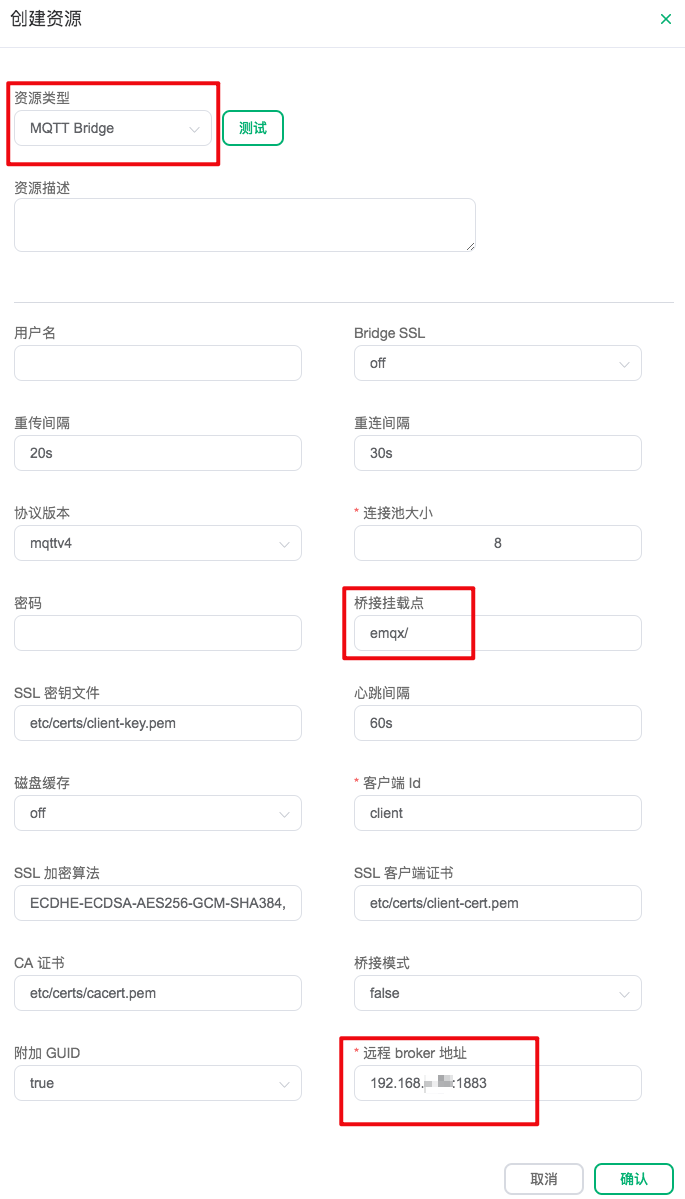 创建资源
资源类型
MQTT Bridge
测试
资源描述
用户名
Bridge SSL
off
重传间隔
20s
重连间隔
30s
协议版本
mqttv4
* 连接池大小
8
密码
桥接挂载点
emqx/
SSL 密钥文件
etc/certs/client-key.pem
心跳间隔
60s
磁盘缓存
off
* 客户端 Id
client
SSL 加密算法
ECDHE-ECDSA-AES256-GCM-SHA384,
SSL 客户端证书
etc/certs/client-cert.pem
CA 证书
etc/certs/cacert.pem
桥接模式
false
附加 GUID
true
* 远程 broker 地址
192.168. :1883
取消
确认